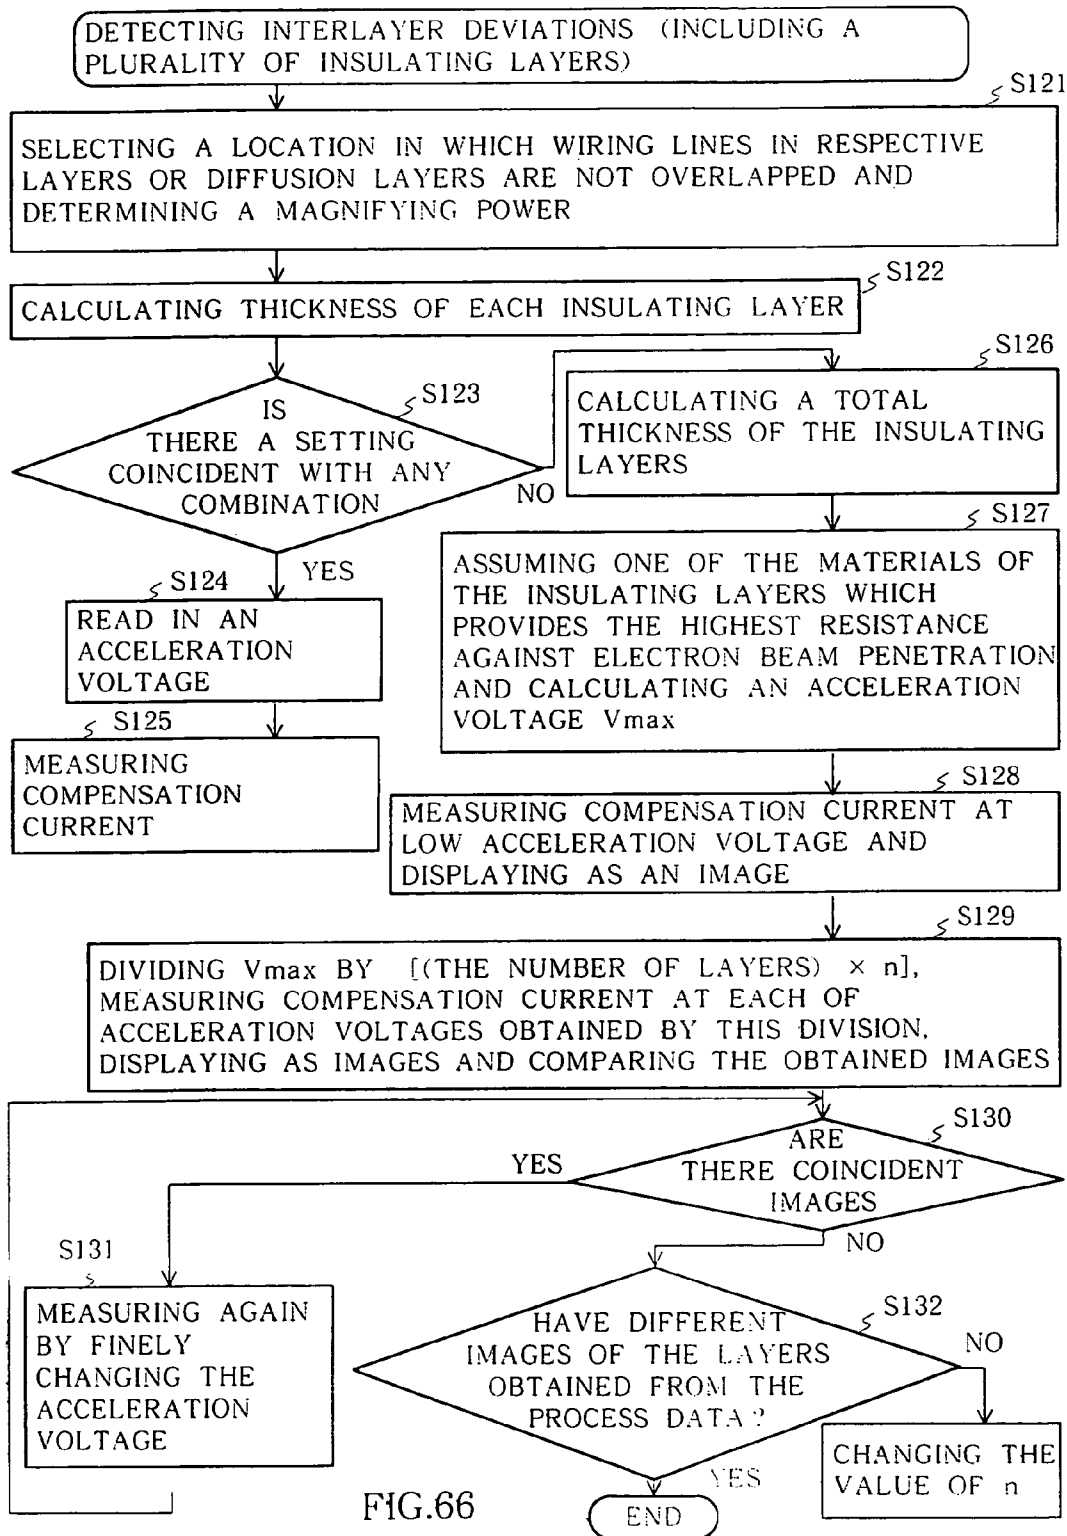 DETECTING INTERLAYER DEVIATIONS (INCLUDING A
PLURALITY OF INSULATING LAYERS)
S121
SELECTING A LOCATION IN WHICH WIRING LINES IN RESPECTIVE
LAYERS OR DIFFUSION LAYERS ARE NOT OVERLAPPED AND
DETERMINING A MAGNIFYING POWER
S122
CALCULATING THICKNESS OF EACH INSULATING LAYER
S123
IS
THERE A SETTING
COINCIDENT WITH ANY
COMBINATION
NO
YES
S124
READ IN AN
ACCELERATION
VOLTAGE
S125
MEASURING
COMPENSATION
CURRENT
S126
CALCULATING A TOTAL
THICKNESS OF THE INSULATING
LAYERS
S127
ASSUMING ONE OF THE MATERIALS OF
THE INSULATING LAYERS WHICH
PROVIDES THE HIGHEST RESISTANCE
AGAINST ELECTRON BEAM PENETRATION
AND CALCULATING AN ACCELERATION
VOLTAGE Vmax
S128
MEASURING COMPENSATION CURRENT AT
LOW ACCELERATION VOLTAGE AND
DISPLAYING AS AN IMAGE
S129
DIVIDING Vmax BY [(THE NUMBER OF LAYERS) × n],
MEASURING COMPENSATION CURRENT AT EACH OF
ACCELERATION VOLTAGES OBTAINED BY THIS DIVISION,
DISPLAYING AS IMAGES AND COMPARING THE OBTAINED IMAGES
S130
ARE
THERE COINCIDENT
IMAGES
YES
NO
S131
MEASURING AGAIN
BY FINELY
CHANGING THE
ACCELERATION
VOLTAGE
S132
HAVE DIFFERENT
IMAGES OF THE LAYERS
OBTAINED FROM THE
PROCESS DATA?
NO
YES
CHANGING THE
VALUE OF n
END
FIG.66